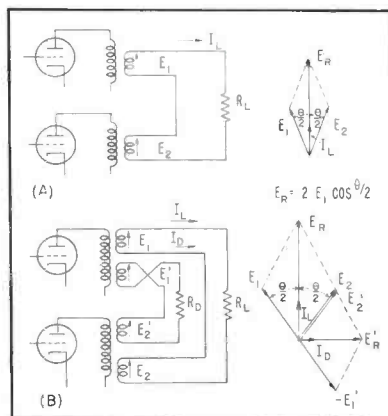 I_L
E_1
R_L
E_2
(A)
E_R
θ/2 θ/2
E_1 E_2
I_L
E_R = 2 E_1 COS θ/2
I_L
I_D
E_1
E_1'
R_D
R_L
E_2'
E_2
(B)
E_R
E_1 θ/2 θ/2 E_2
E_2'
I_L
I_D E_R'
-E_1'